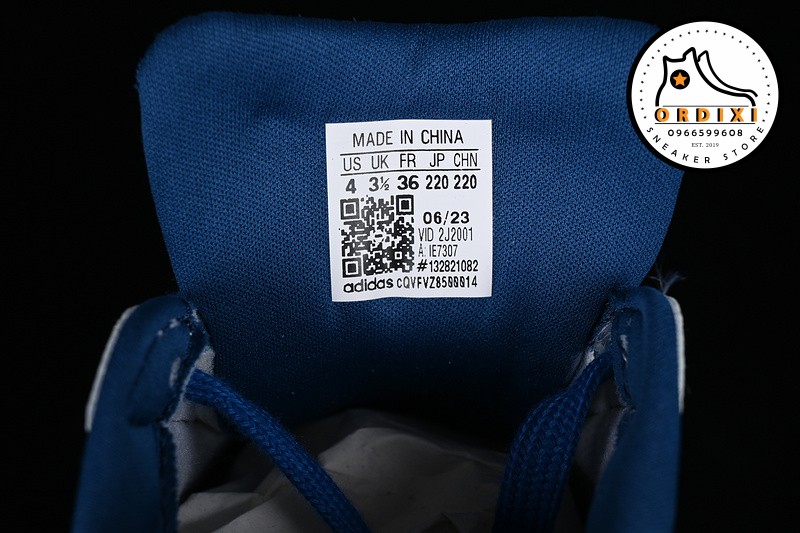 MADE IN CHINA
US UK FR JP CHN
4 3½ 36 220 220
06/23
VID 2J2001
A: IE7307
#132821082
adidas CQVFVZ8500014
ORDIXI
0966599608
EST. 2019
SNEAKER STORE